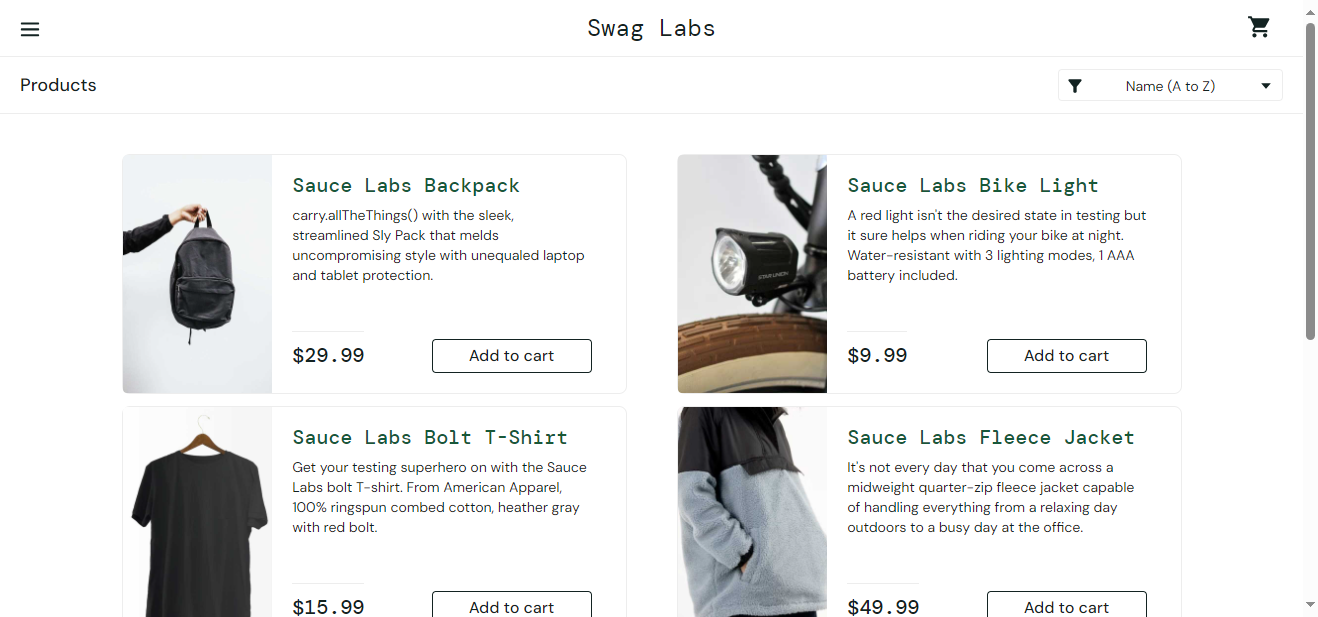 Swag Labs
Products
Name (A to Z)
Sauce Labs Backpack
carry.allTheThings() with the sleek,
streamlined Sly Pack that melds
uncompromising style with unequaled laptop
and tablet protection.
$29.99
Add to cart
Sauce Labs Bike Light
A red light isn't the desired state in testing but
it sure helps when riding your bike at night.
Water-resistant with 3 lighting modes, 1 AAA
battery included.
STAR UNION
$9.99
Add to cart
Sauce Labs Bolt T-Shirt
Get your testing superhero on with the Sauce
Labs bolt T-shirt. From American Apparel,
100% ringspun combed cotton, heather gray
with red bolt.
$15.99
Add to cart
Sauce Labs Fleece Jacket
It's not every day that you come across a
midweight quarter-zip fleece jacket capable
of handling everything from a relaxing day
outdoors to a busy day at the office.
$49.99
Add to cart